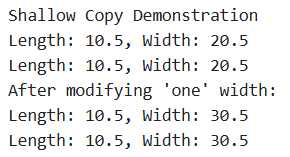 Shallow Copy Demonstration
Length: 10.5, Width: 20.5
Length: 10.5, Width: 20.5
After modifying 'one' width:
Length: 10.5, Width: 30.5
Length: 10.5, Width: 30.5